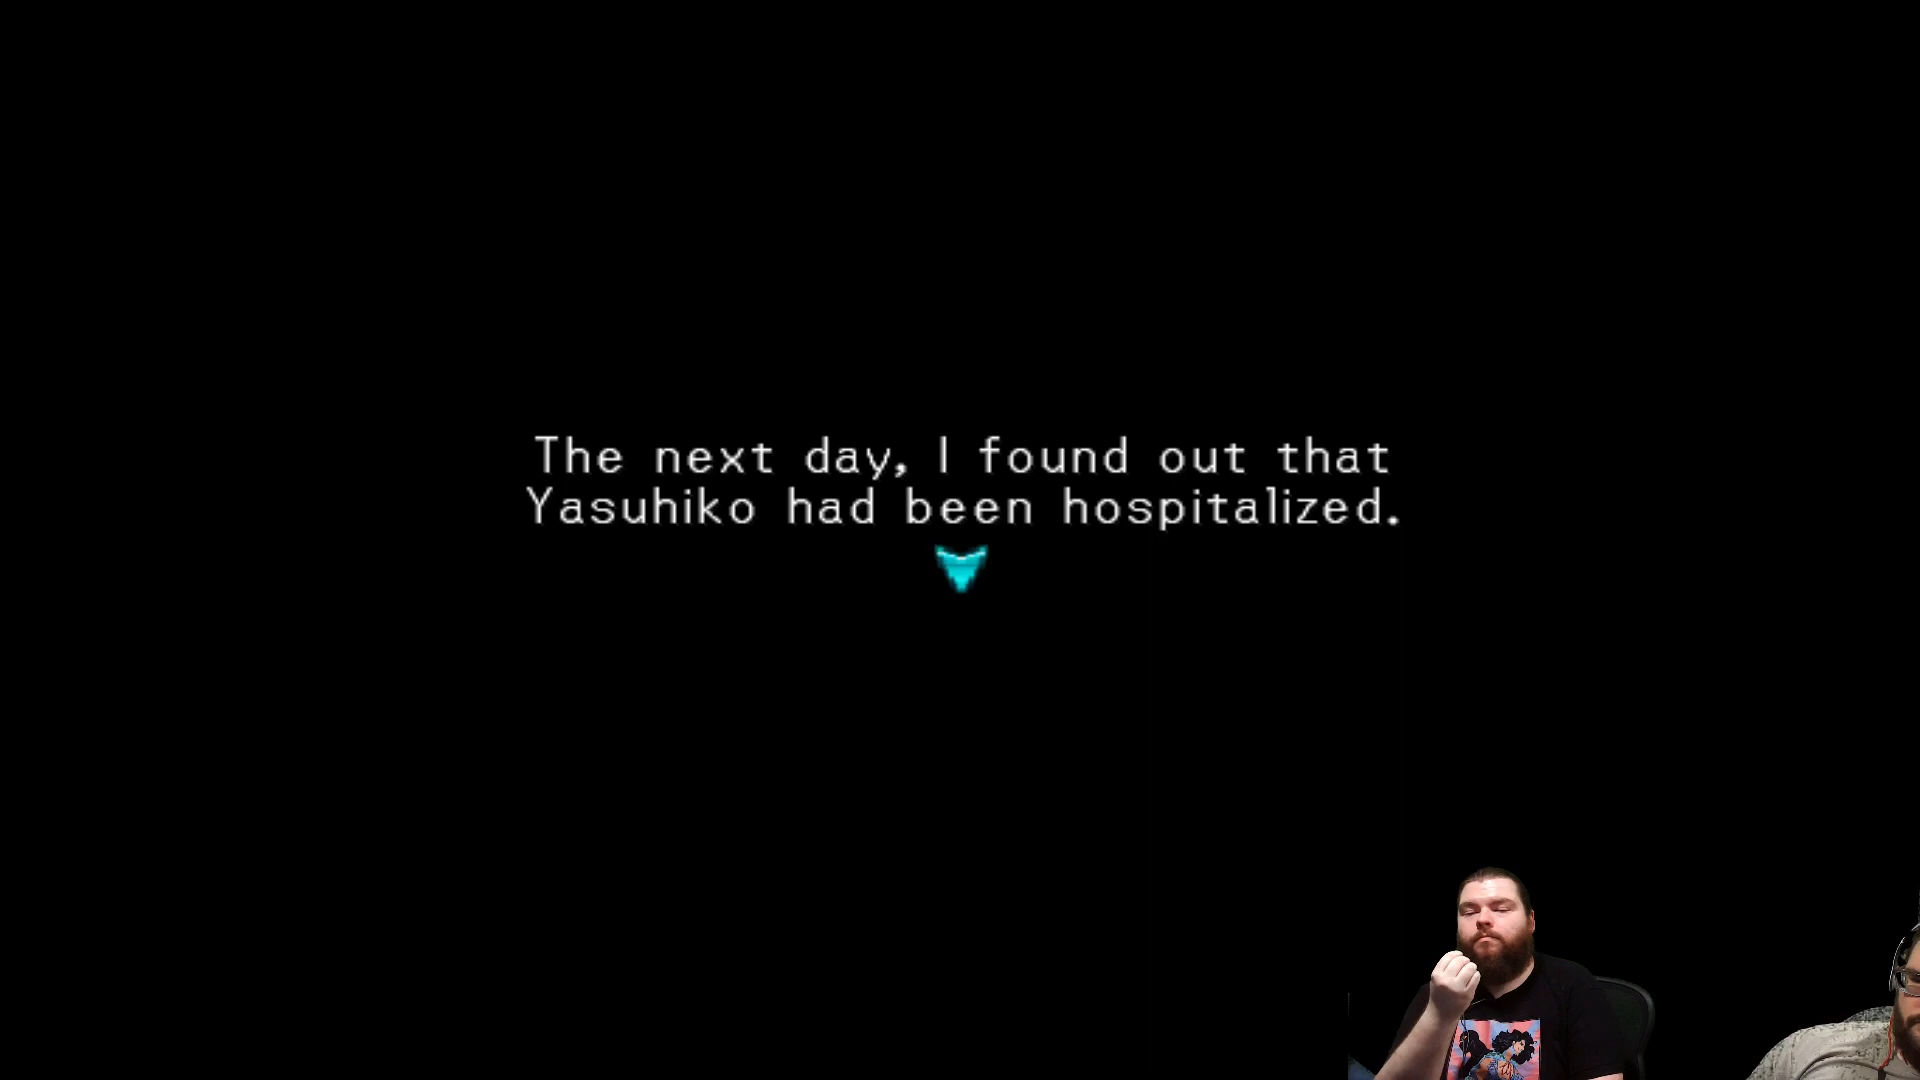 The next day, I found out that
Yasuhiko had been hospitalized.